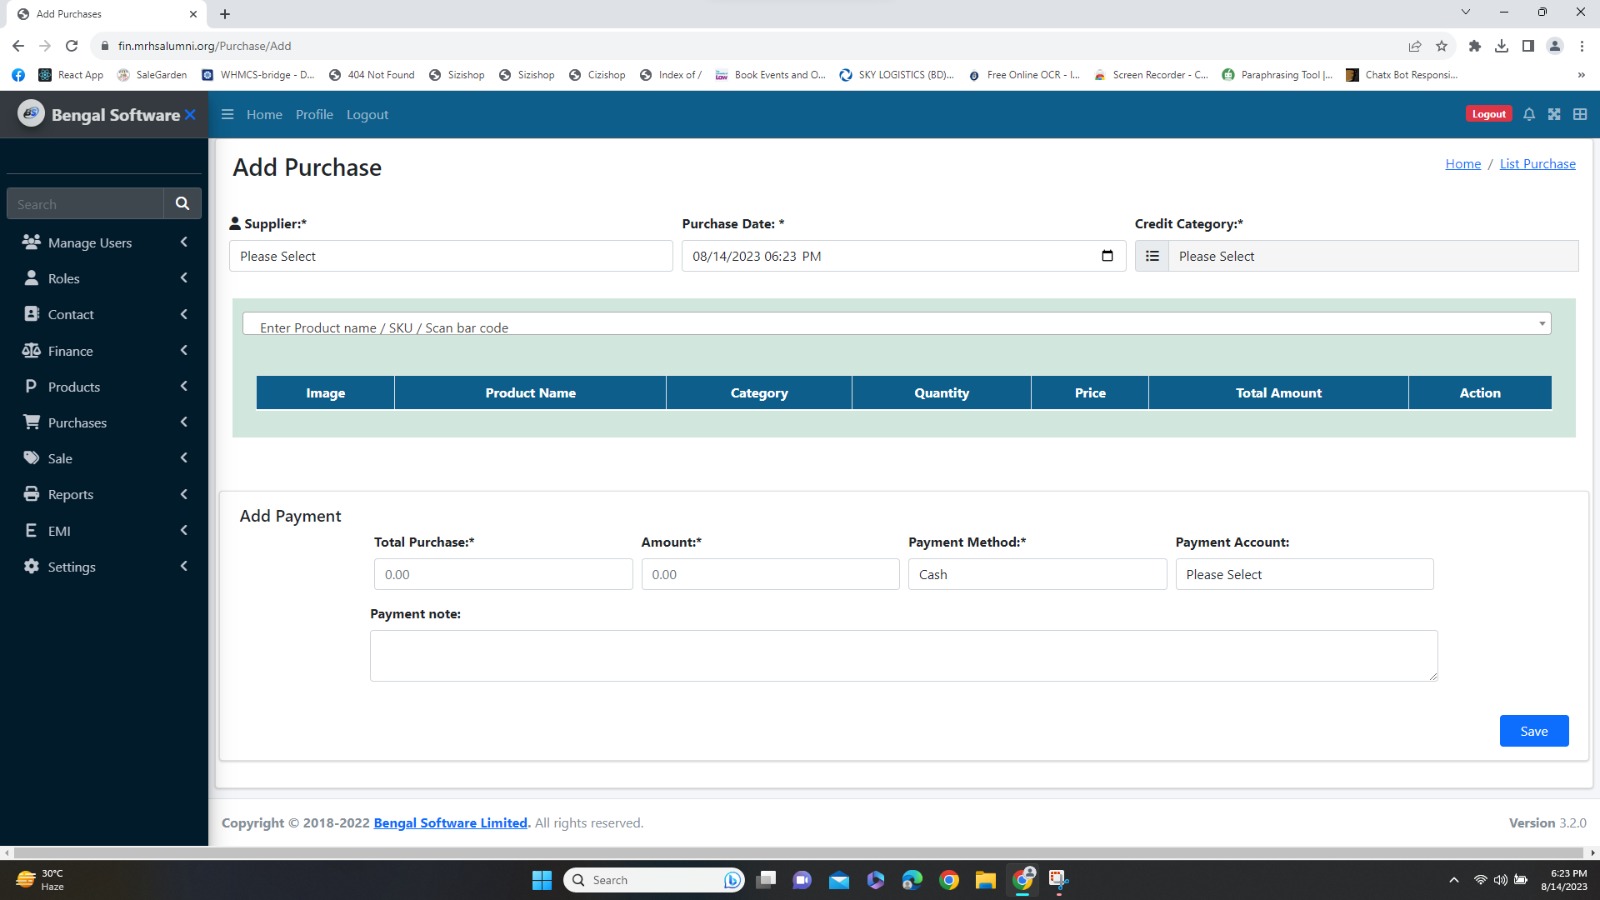 Add Purchases
fin.mrhsalumni.org/Purchase/Add
React App SaleGarden WHMCS-bridge - D... 404 Not Found Sizishop Sizishop Cizishop Index of / Book Events and O... SKY LOGISTICS (BD)... Free Online OCR - I... Screen Recorder - C... Paraphrasing Tool |... Chatx Bot Responsi... »
Bengal Software
Home Profile Logout
Logout
Search
Manage Users
Roles
Contact
Finance
Products
Purchases
Sale
Reports
EMI
Settings
Add Purchase
Home / List Purchase
Supplier:* Purchase Date: * Credit Category:*
Please Select 08/14/2023 06:23 PM Please Select
Enter Product name / SKU / Scan bar code
Image Product Name Category Quantity Price Total Amount Action
Add Payment
Total Purchase:* Amount:* Payment Method:* Payment Account:
0.00 0.00 Cash Please Select
Payment note:
Save
Copyright © 2018-2022 Bengal Software Limited. All rights reserved.
Version 3.2.0
30°C
Haze
Search
6:23 PM
8/14/2023